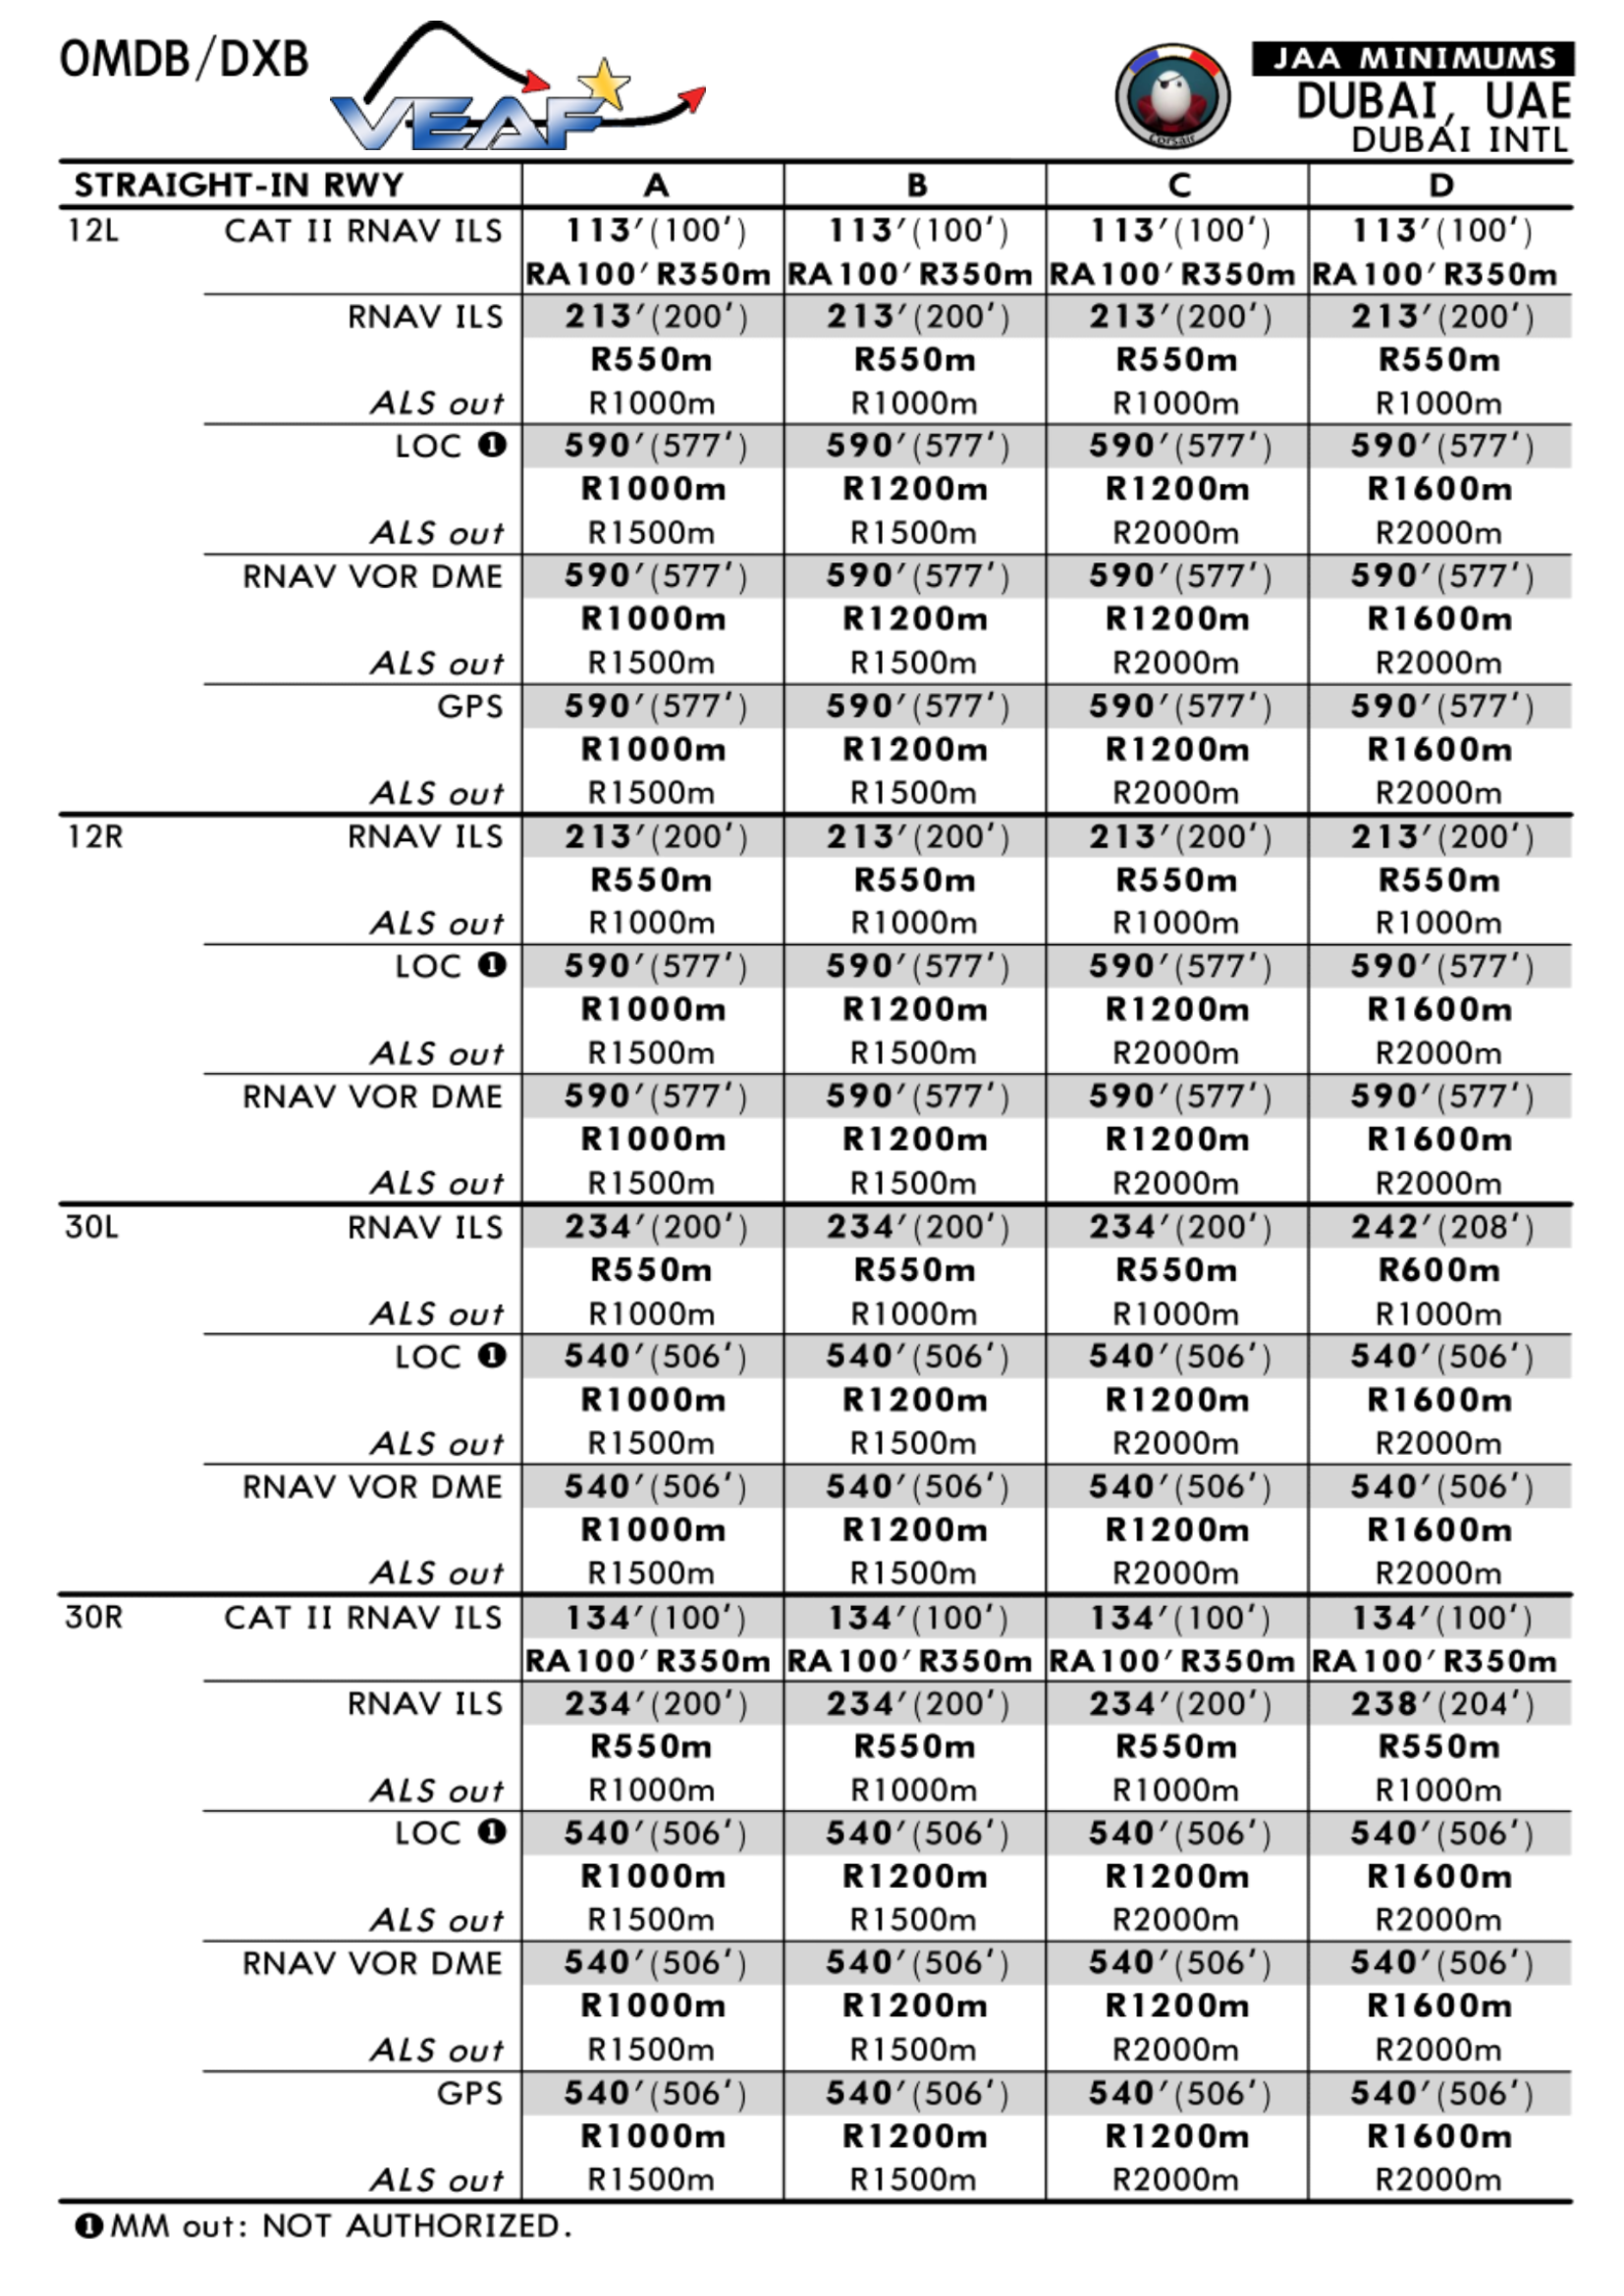 OMDB/DXB
VEAF
Corsair
JAA MINIMUMS
DUBAI, UAE
DUBAI INTL
STRAIGHT-IN RWY A B C D
12L CAT II RNAV ILS 113'(100') 113'(100') 113'(100') 113'(100')
RA100'R350m RA100'R350m RA100'R350m RA100'R350m
RNAV ILS 213'(200') 213'(200') 213'(200') 213'(200')
R550m R550m R550m R550m
ALS out R1000m R1000m R1000m R1000m
LOC ❶ 590'(577') 590'(577') 590'(577') 590'(577')
R1000m R1200m R1200m R1600m
ALS out R1500m R1500m R2000m R2000m
RNAV VOR DME 590'(577') 590'(577') 590'(577') 590'(577')
R1000m R1200m R1200m R1600m
ALS out R1500m R1500m R2000m R2000m
GPS 590'(577') 590'(577') 590'(577') 590'(577')
R1000m R1200m R1200m R1600m
ALS out R1500m R1500m R2000m R2000m
12R RNAV ILS 213'(200') 213'(200') 213'(200') 213'(200')
R550m R550m R550m R550m
ALS out R1000m R1000m R1000m R1000m
LOC ❶ 590'(577') 590'(577') 590'(577') 590'(577')
R1000m R1200m R1200m R1600m
ALS out R1500m R1500m R2000m R2000m
RNAV VOR DME 590'(577') 590'(577') 590'(577') 590'(577')
R1000m R1200m R1200m R1600m
ALS out R1500m R1500m R2000m R2000m
30L RNAV ILS 234'(200') 234'(200') 234'(200') 242'(208')
R550m R550m R550m R600m
ALS out R1000m R1000m R1000m R1000m
LOC ❶ 540'(506') 540'(506') 540'(506') 540'(506')
R1000m R1200m R1200m R1600m
ALS out R1500m R1500m R2000m R2000m
RNAV VOR DME 540'(506') 540'(506') 540'(506') 540'(506')
R1000m R1200m R1200m R1600m
ALS out R1500m R1500m R2000m R2000m
30R CAT II RNAV ILS 134'(100') 134'(100') 134'(100') 134'(100')
RA100'R350m RA100'R350m RA100'R350m RA100'R350m
RNAV ILS 234'(200') 234'(200') 234'(200') 238'(204')
R550m R550m R550m R550m
ALS out R1000m R1000m R1000m R1000m
LOC ❶ 540'(506') 540'(506') 540'(506') 540'(506')
R1000m R1200m R1200m R1600m
ALS out R1500m R1500m R2000m R2000m
RNAV VOR DME 540'(506') 540'(506') 540'(506') 540'(506')
R1000m R1200m R1200m R1600m
ALS out R1500m R1500m R2000m R2000m
GPS 540'(506') 540'(506') 540'(506') 540'(506')
R1000m R1200m R1200m R1600m
ALS out R1500m R1500m R2000m R2000m
❶ MM out: NOT AUTHORIZED.